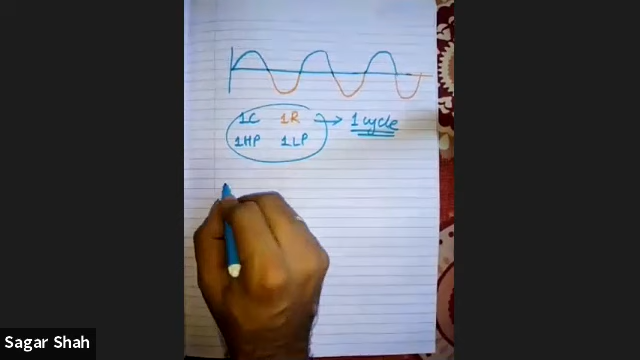 1C 1R → 1 cycle
1HP 1LP
Sagar Shah